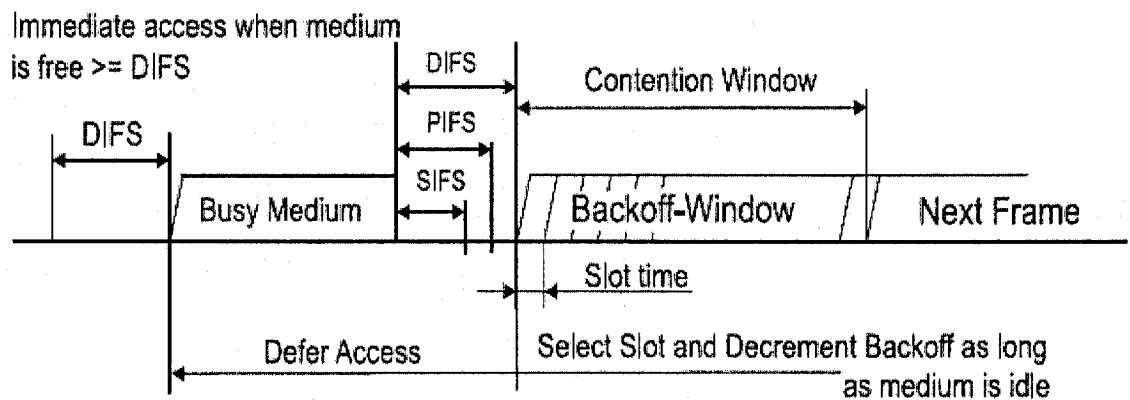 Immediate access when medium
is free >= DIFS
DIFS
DIFS
Contention Window
PIFS
SIFS
Busy Medium
Backoff-Window
Next Frame
Slot time
Defer Access
Select Slot and Decrement Backoff as long
as medium is idle